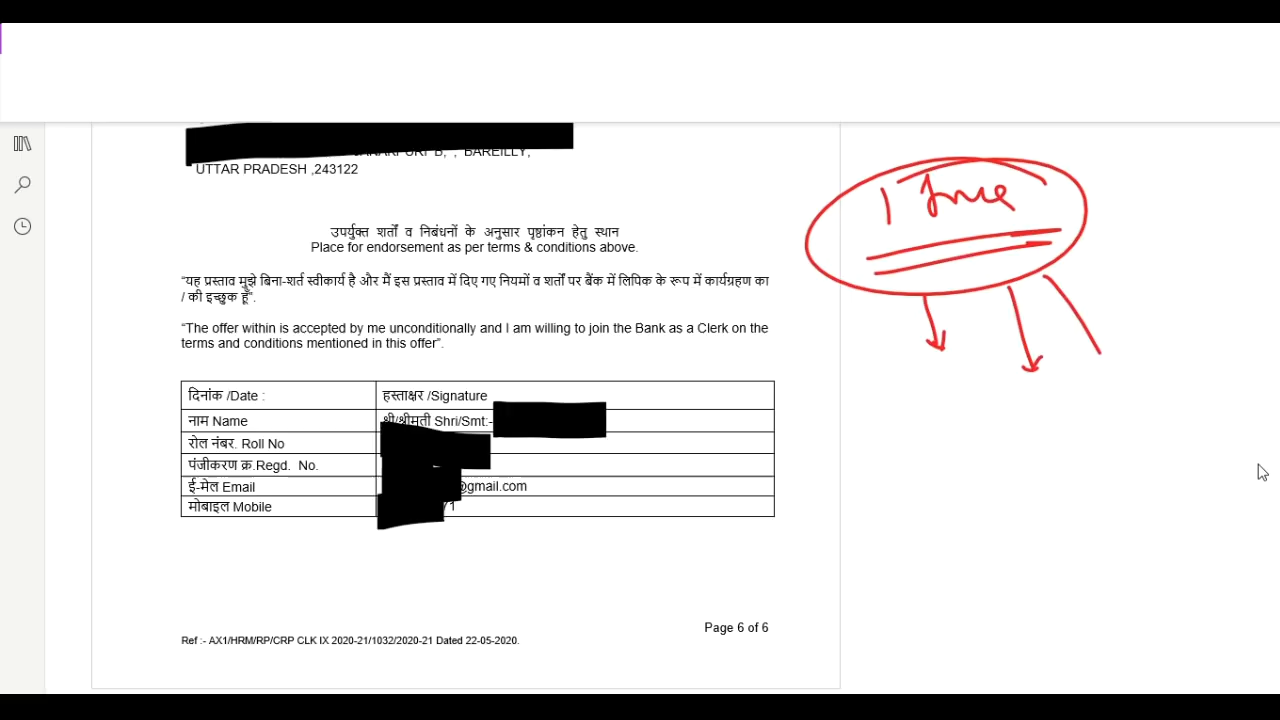 BAREILLY,
UTTAR PRADESH ,243122
उपर्युक्त शर्तों व निबंधनों के अनुसार पृष्ठांकन हेतु स्थान
Place for endorsement as per terms & conditions above.
“यह प्रस्ताव मुझे बिना-शर्त स्वीकार्य है और मैं इस प्रस्ताव में दिए गए नियमों व शर्तों पर बैंक में लिपिक के रूप में कार्यग्रहण का
/ की इच्छुक हूँ”.
“The offer within is accepted by me unconditionally and I am willing to join the Bank as a Clerk on the
terms and conditions mentioned in this offer”.
दिनांक /Date : हस्ताक्षर /Signature
नाम Name श्री/श्रीमती Shri/Smt:-
रोल नंबर. Roll No
पंजीकरण क्र.Regd. No.
ई-मेल Email @gmail.com
मोबाइल Mobile 71
Page 6 of 6
Ref :- AX1/HRM/RP/CRP CLK IX 2020-21/1032/2020-21 Dated 22-05-2020.